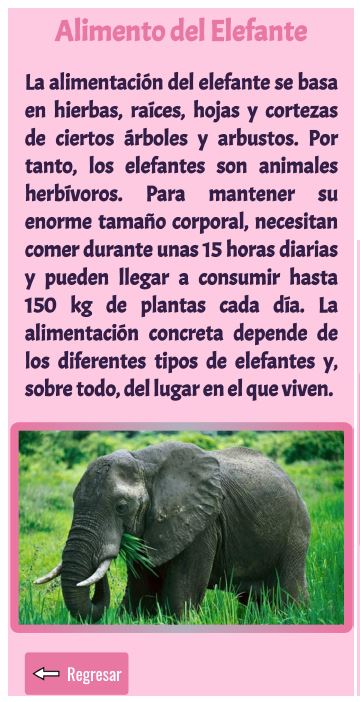 Alimento del Elefante
La alimentación del elefante se basa
en hierbas, raíces, hojas y cortezas
de ciertos árboles y arbustos. Por
tanto, los elefantes son animales
herbívoros. Para mantener su
enorme tamaño corporal, necesitan
comer durante unas 15 horas diarias
y pueden llegar a consumir hasta
150 kg de plantas cada día. La
alimentación concreta depende de
los diferentes tipos de elefantes y,
sobre todo, del lugar en el que viven.
Regresar